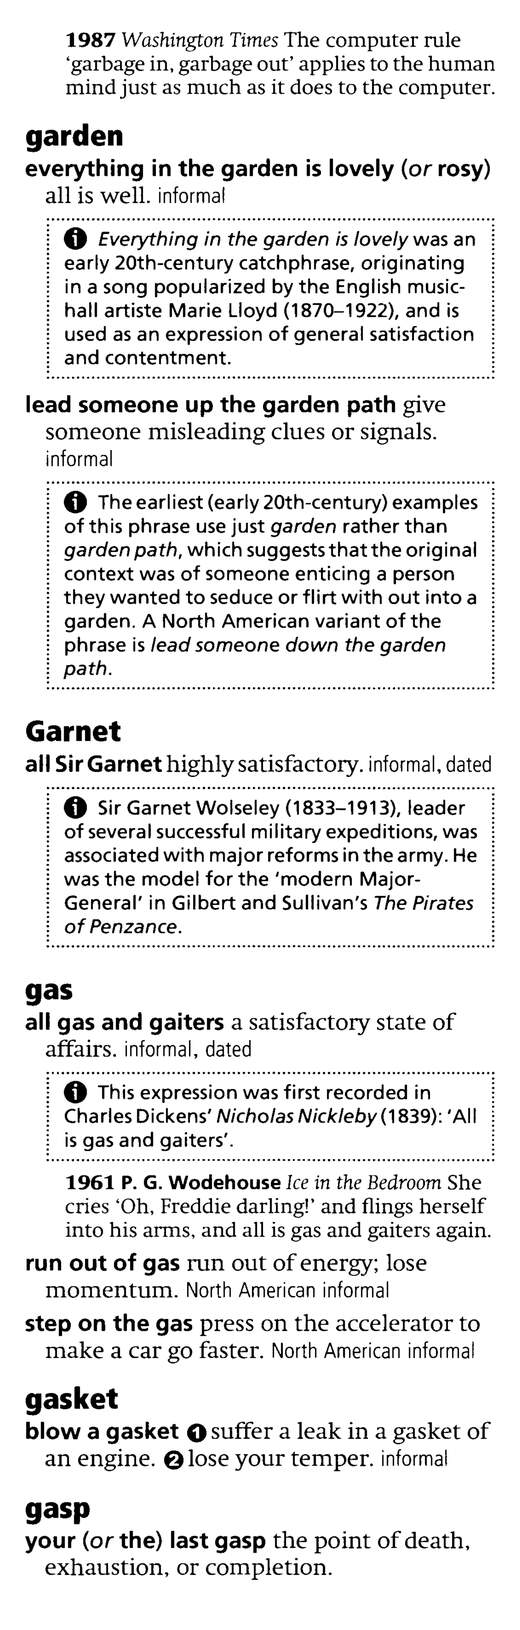 1987 Washington Times The computer rule
‘garbage in, garbage out’ applies to the human
mind just as much as it does to the computer.
garden
everything in the garden is lovely (or rosy)
all is well. informal
Everything in the garden is lovely was an
early 20th-century catchphrase, originating
in a song popularized by the English music-
hall artiste Marie Lloyd (1870–1922), and is
used as an expression of general satisfaction
and contentment.
lead someone up the garden path give
someone misleading clues or signals.
informal
The earliest (early 20th-century) examples
of this phrase use just garden rather than
garden path, which suggests that the original
context was of someone enticing a person
they wanted to seduce or flirt with out into a
garden. A North American variant of the
phrase is lead someone down the garden
path.
Garnet
all Sir Garnet highly satisfactory. informal, dated
Sir Garnet Wolseley (1833–1913), leader
of several successful military expeditions, was
associated with major reforms in the army. He
was the model for the ‘modern Major-
General’ in Gilbert and Sullivan’s The Pirates
of Penzance.
gas
all gas and gaiters a satisfactory state of
affairs. informal, dated
This expression was first recorded in
Charles Dickens’ Nicholas Nickleby (1839): ‘All
is gas and gaiters’.
1961 P. G. Wodehouse Ice in the Bedroom She
cries ‘Oh, Freddie darling!’ and flings herself
into his arms, and all is gas and gaiters again.
run out of gas run out of energy; lose
momentum. North American informal
step on the gas press on the accelerator to
make a car go faster. North American informal
gasket
blow a gasket ❶ suffer a leak in a gasket of
an engine. ❷ lose your temper. informal
gasp
your (or the) last gasp the point of death,
exhaustion, or completion.